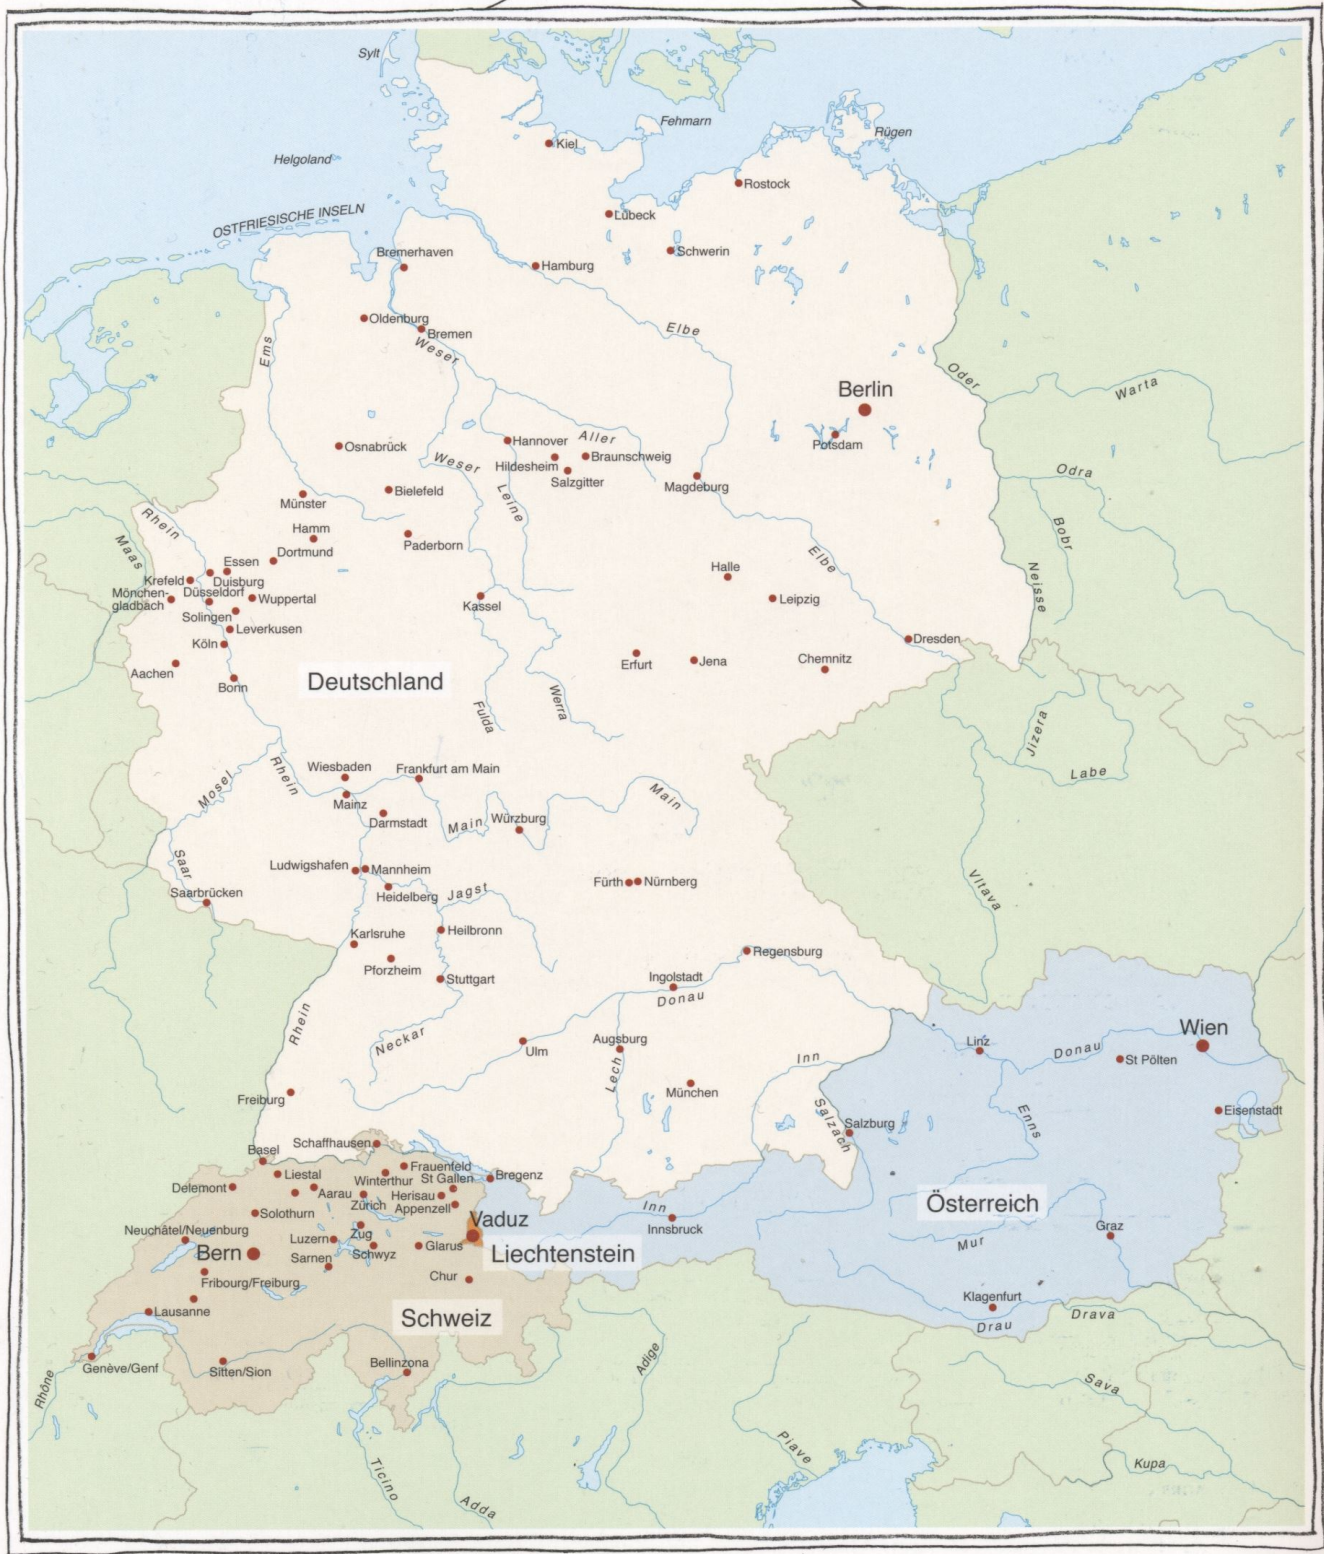 Sylt
Fehmarn
Rügen
Kiel
Helgoland
Rostock
OSTFRIESISCHE INSELN
Lübeck
Bremerhaven
Schwerin
Hamburg
Oldenburg
Bremen
Elbe
Ems
Weser
Oder
Warta
Berlin
Potsdam
Osnabrück
Hannover
Aller
Braunschweig
Weser
Hildesheim
Salzgitter
Magdeburg
Odra
Bielefeld
Leine
Münster
Rhein
Hamm
Paderborn
Bobr
Maas
Dortmund
Elbe
Essen
Duisburg
Krefeld
Halle
Neisse
Mönchen-
gladbach
Düsseldorf
Wuppertal
Kassel
Leipzig
Solingen
Leverkusen
Köln
Dresden
Aachen
Erfurt
Jena
Chemnitz
Bonn
Deutschland
Fulda
Werra
Jizera
Labe
Mosel
Rhein
Wiesbaden
Frankfurt am Main
Mainz
Main
Darmstadt
Main
Würzburg
Saar
Ludwigshafen
Mannheim
Saarbrücken
Heidelberg
Jagst
Fürth
Nürnberg
Vltava
Karlsruhe
Heilbronn
Regensburg
Pforzheim
Stuttgart
Ingolstadt
Donau
Rhein
Neckar
Ulm
Augsburg
Lech
Inn
Linz
Donau
Wien
St Pölten
Freiburg
München
Salzach
Salzburg
Enns
Eisenstadt
Schaffhausen
Basel
Frauenfeld
Liestal
Winterthur
St Gallen
Bregenz
Delemont
Aarau
Zürich
Herisau
Appenzell
Österreich
Solothurn
Vaduz
Inn
Innsbruck
Neuchâtel/Neuenburg
Luzern
Zug
Graz
Bern
Sarnen
Schwyz
Glarus
Liechtenstein
Mur
Fribourg/Freiburg
Chur
Klagenfurt
Lausanne
Schweiz
Drau
Drava
Genève/Genf
Sitten/Sion
Bellinzona
Adige
Rhône
Sava
Piave
Kupa
Ticino
Adda